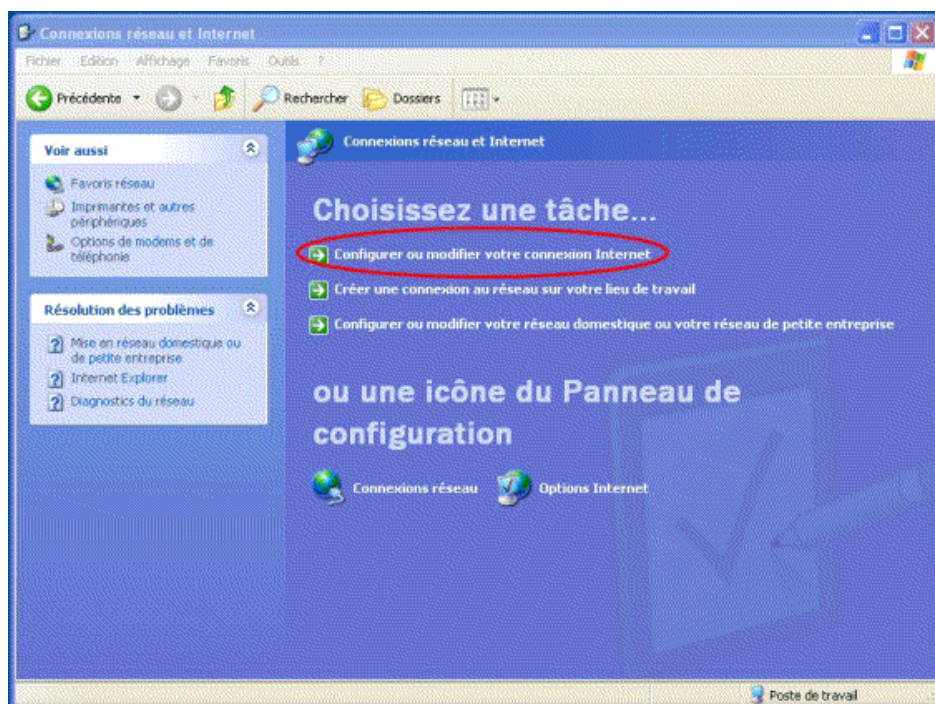 Connexions réseau et Internet
Fichier Edition Affichage Favoris Outils ?
Précédente Rechercher Dossiers
Voir aussi
Favoris réseau
Imprimantes et autres
périphériques
Options de modems et de
téléphonie
Résolution des problèmes
Mise en réseau domestique ou
de petite entreprise
Internet Explorer
Diagnostics du réseau
Connexions réseau et Internet
Choisissez une tâche...
Configurer ou modifier votre connexion Internet
Créer une connexion au réseau sur votre lieu de travail
Configurer ou modifier votre réseau domestique ou votre réseau de petite entreprise
ou une icône du Panneau de
configuration
Connexions réseau Options Internet
Poste de travail